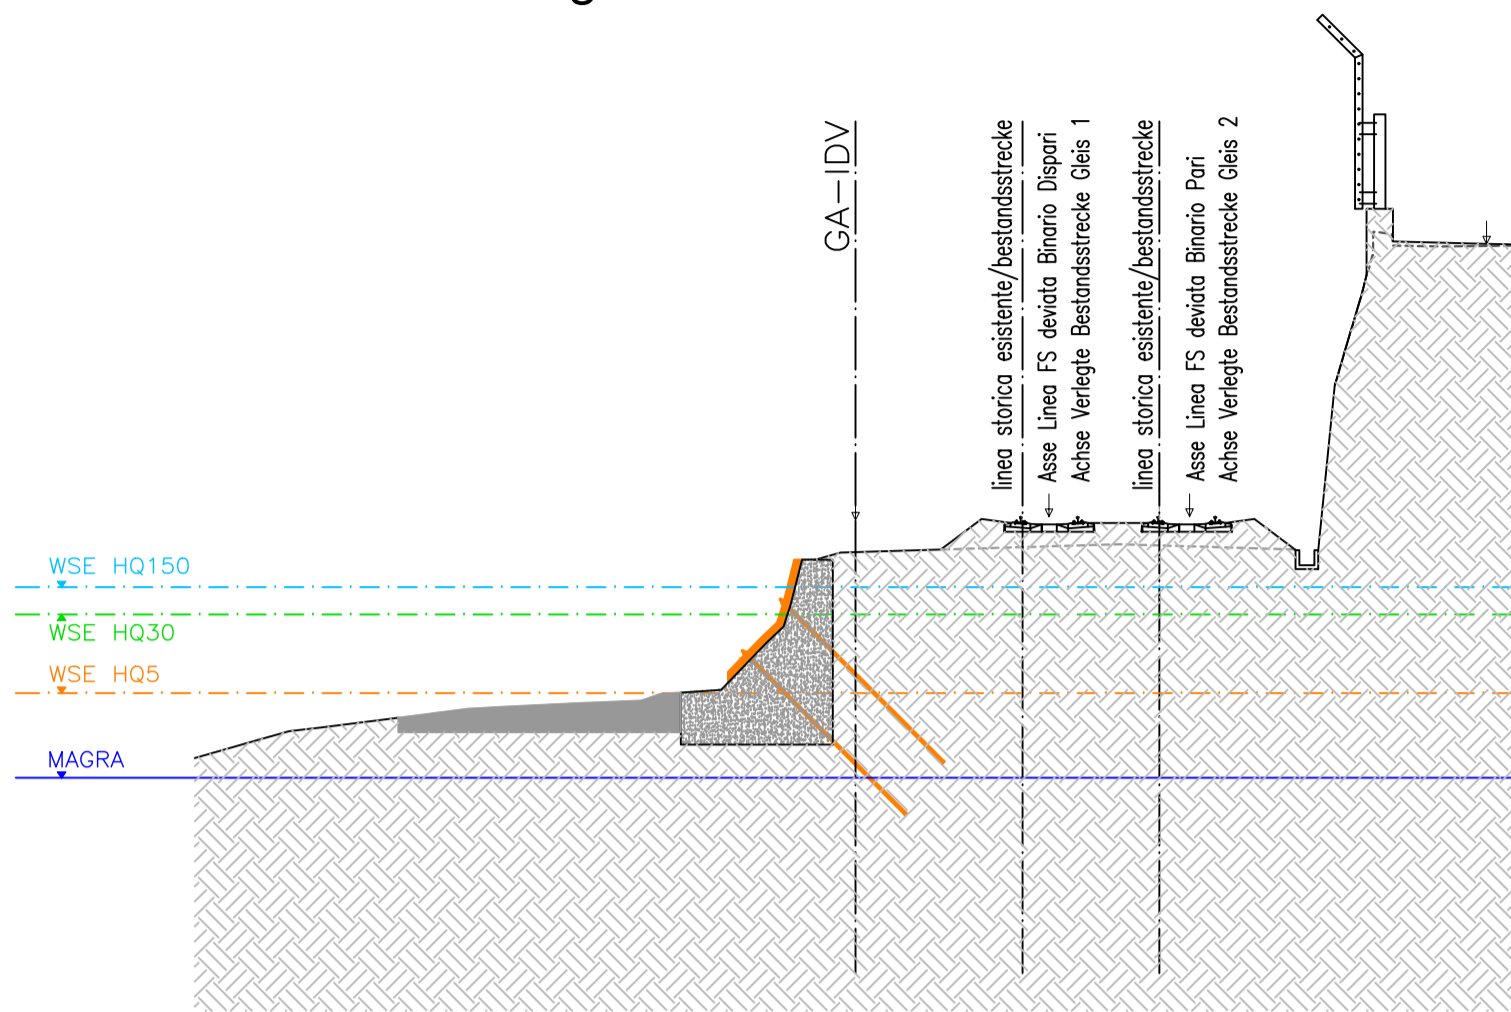 GA-IDV
linea storica esistente/bestandsstrecke
Asse Linea FS deviata Binario Dispari
Achse Verlegte Bestandsstrecke Gleis 1
linea storica esistente/bestandsstrecke
Asse Linea FS deviata Binario Pari
Achse Verlegte Bestandsstrecke Gleis 2
WSE HQ150
WSE HQ30
WSE HQ5
MAGRA